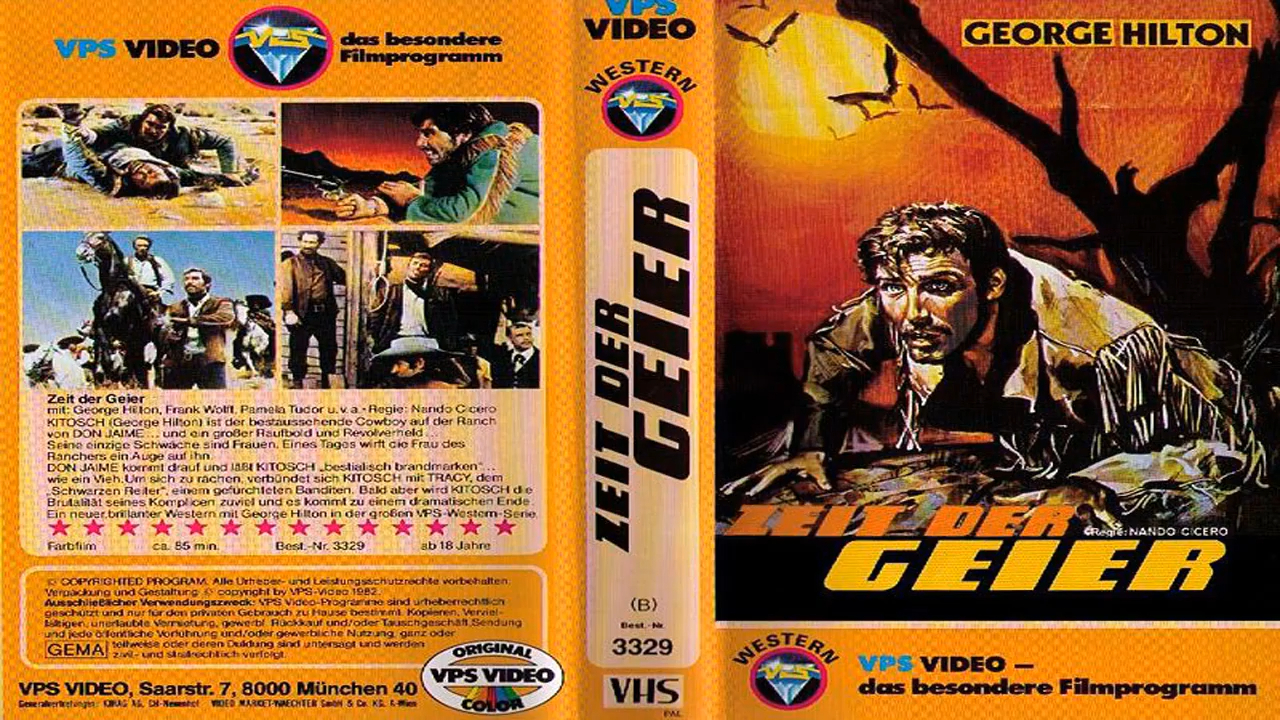 VPS VIDEO
VCS
das besondere
Filmprogramm
Zeit der Geier
mit: George Hilton, Frank Wolff, Pamela Tudor u. v. a. • Regie: Nando Cicero
KITOSCH (George Hilton) ist der bestaussehende Cowboy auf der Ranch
von DON JAIME... und ein großer Raufbold und Revolverheld...
Seine einzige Schwäche sind Frauen. Eines Tages wirft die Frau des
Ranchers ein Auge auf ihn.
DON JAIME kommt drauf und läßt KITOSCH „bestialisch brandmarken“...
wie ein Vieh. Um sich zu rächen, verbündet sich KITOSCH mit TRACY, dem
„Schwarzen Reiter“, einem gefürchteten Banditen. Bald aber wird KITOSCH die
Brutalität seines Komplicen zuviel und es kommt zu einem dramatischen Ende.
Ein neuer, brillanter Western mit George Hilton in der großen VPS-Western-Serie.
Farbfilm ca. 85 min. Best.-Nr. 3329 ab 18 Jahre
© COPYRIGHTED PROGRAM. Alle Urheber- und Leistungsschutzrechte vorbehalten.
Verpackung und Gestaltung © copyright by VPS-Video 1982.
Ausschließlicher Verwendungszweck: VPS Video-Programme sind urheberrechtlich
geschützt und nur für den privaten Gebrauch zu Hause bestimmt. Kopieren, Verviel-
fältigen, unerlaubte Vermietung, gewerbl. Rückkauf und/oder Tauschgeschäft, Sendung
und jede öffentliche Vorführung und/oder gewerbliche Nutzung, ganz oder
GEMA teilweise oder deren Duldung sind untersagt und werden
zivil- und strafrechtlich verfolgt.
ORIGINAL
VPS VIDEO
COLOR
VPS VIDEO, Saarstr. 7, 8000 München 40
Generalvertretungen: AG, VIDEO MARKET-WAECHTER GmbH & Co. KG,
VPS
VIDEO
WESTERN
VCS
ZEIT DER
GEIER
(B)
Best.-Nr.
3329
VHS
PAL
GEORGE HILTON
ZEIT DER
Regie: NANDO CICERO
GEIER
WESTERN
VCS
VPS VIDEO –
das besondere Filmprogramm